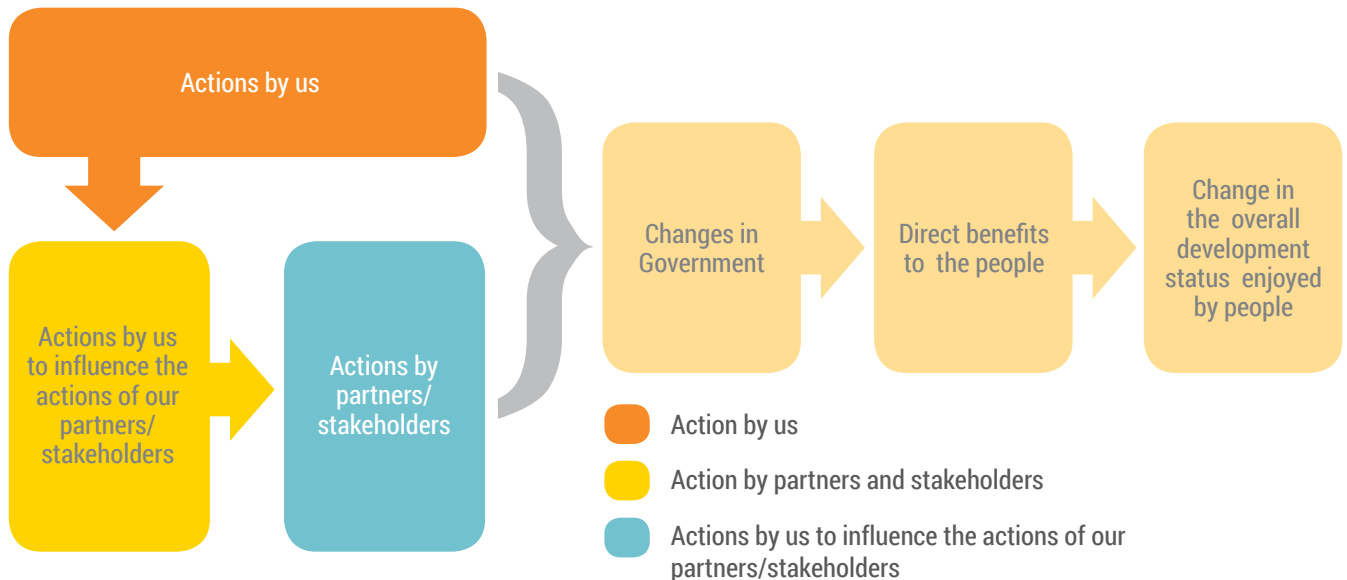 Actions by us
Actions by us
to influence the
actions of our
partners/
stakeholders
Actions by
partners/
stakeholders
Changes in
Government
Direct benefits
to the people
Change in
the overall
development
status enjoyed
by people
Action by us
Action by partners and stakeholders
Actions by us to influence the actions of our
partners/stakeholders